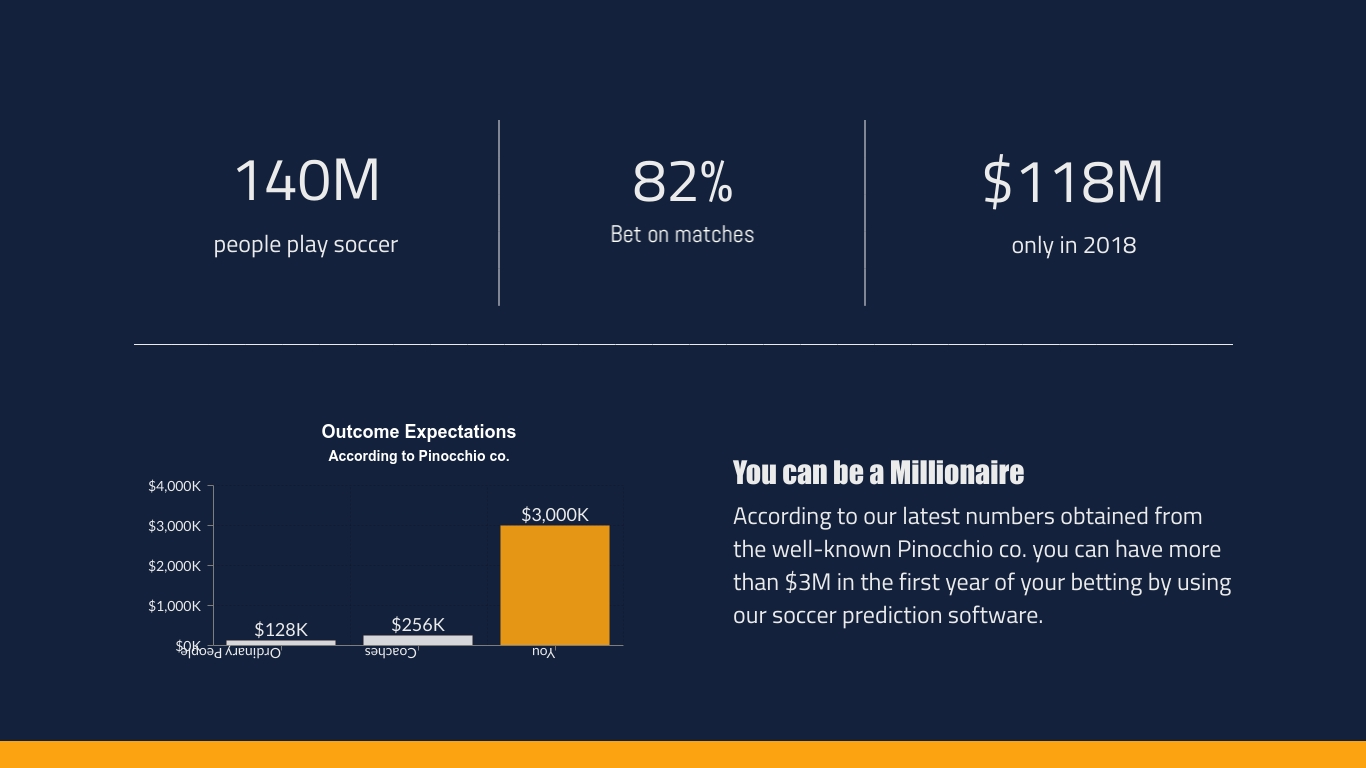 140M
82%
$118M
people play soccer
Bet on matches
only in 2018
Outcome Expectations
According to Pinocchio co.
$4,000K
$3,000K
$2,000K
$1,000K
$0K
$128K
$256K
$3,000K
Ordinary People
Coaches
You
You can be a Millionaire
According to our latest numbers obtained from
the well-known Pinocchio co. you can have more
than $3M in the first year of your betting by using
our soccer prediction software.